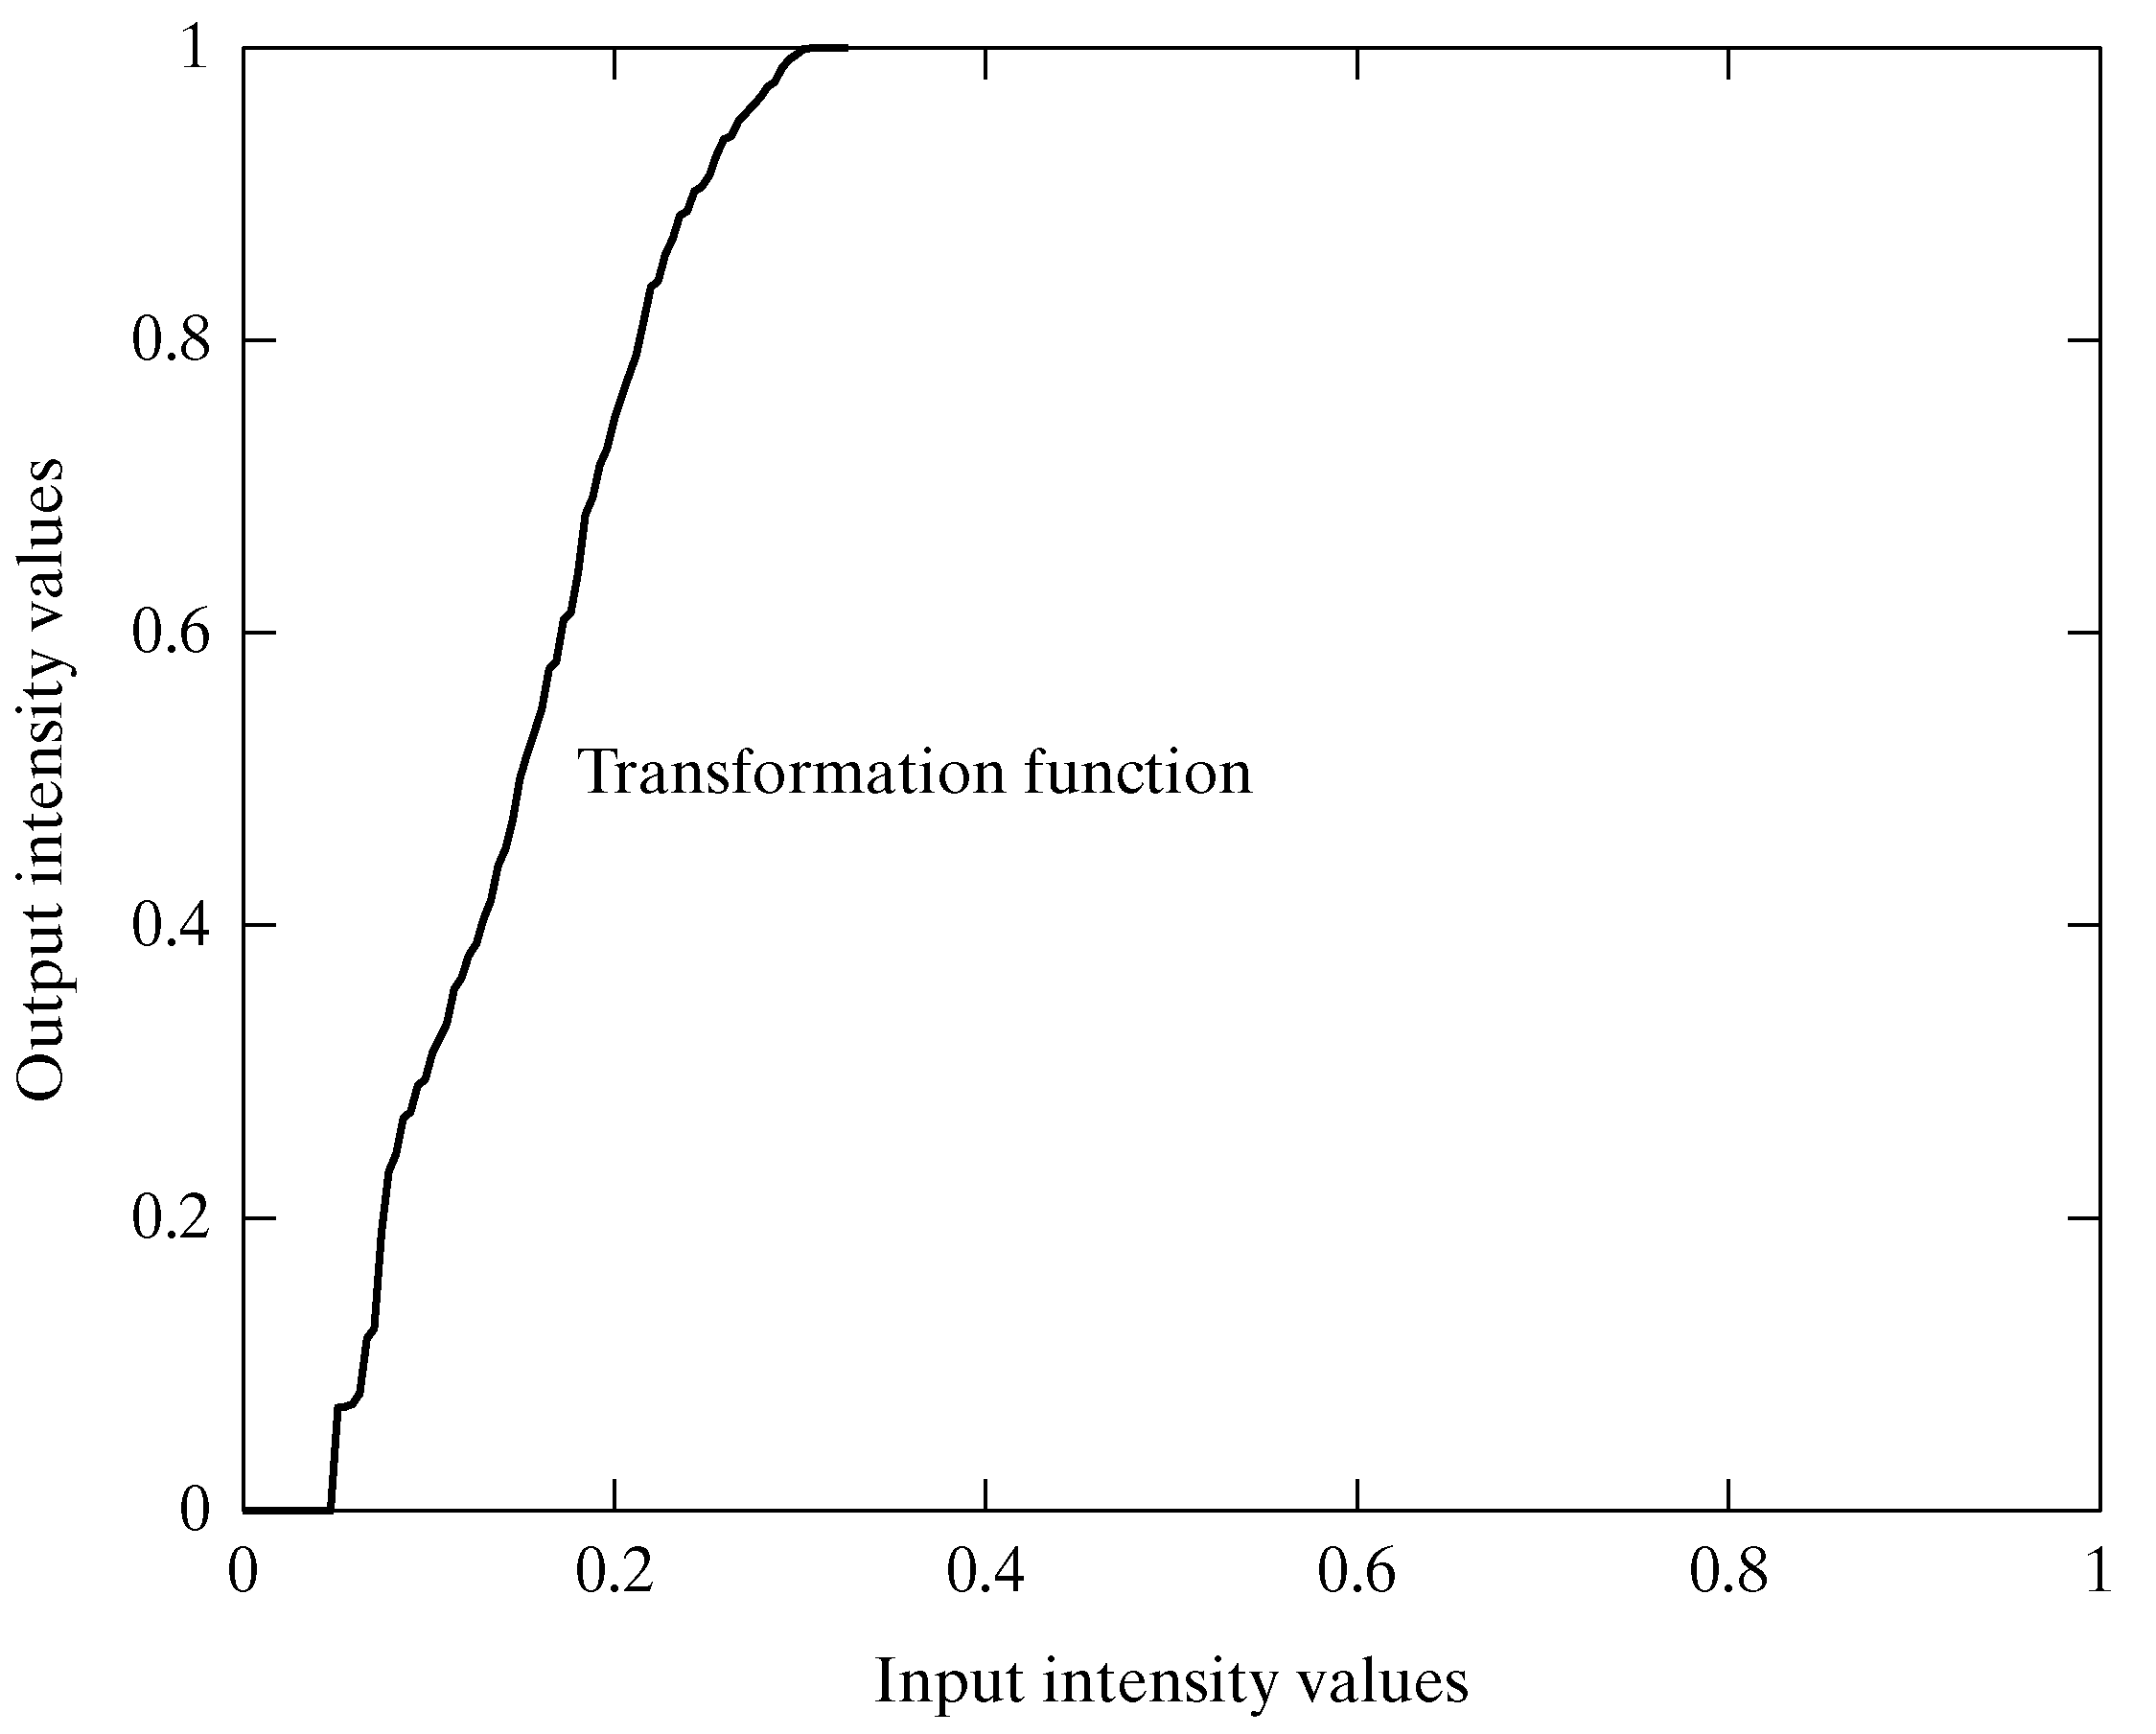 1
0.8
0.6
0.4
0.2
0
Output intensity values
Transformation function
0 0.2 0.4 0.6 0.8 1
Input intensity values